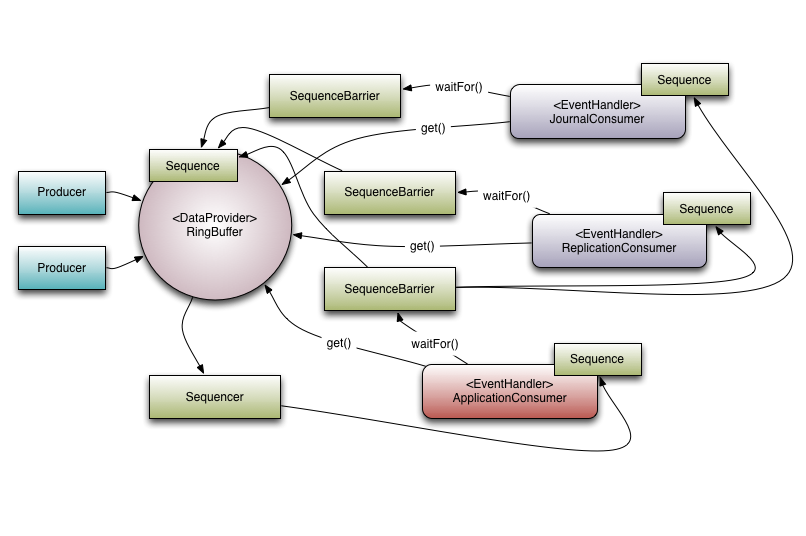 Sequence
SequenceBarrier
waitFor()
<EventHandler>
JournalConsumer
get()
Sequence
Producer
SequenceBarrier
waitFor()
Sequence
<DataProvider>
RingBuffer
get()
<EventHandler>
ReplicationConsumer
Producer
SequenceBarrier
get()
waitFor()
Sequence
<EventHandler>
ApplicationConsumer
Sequencer